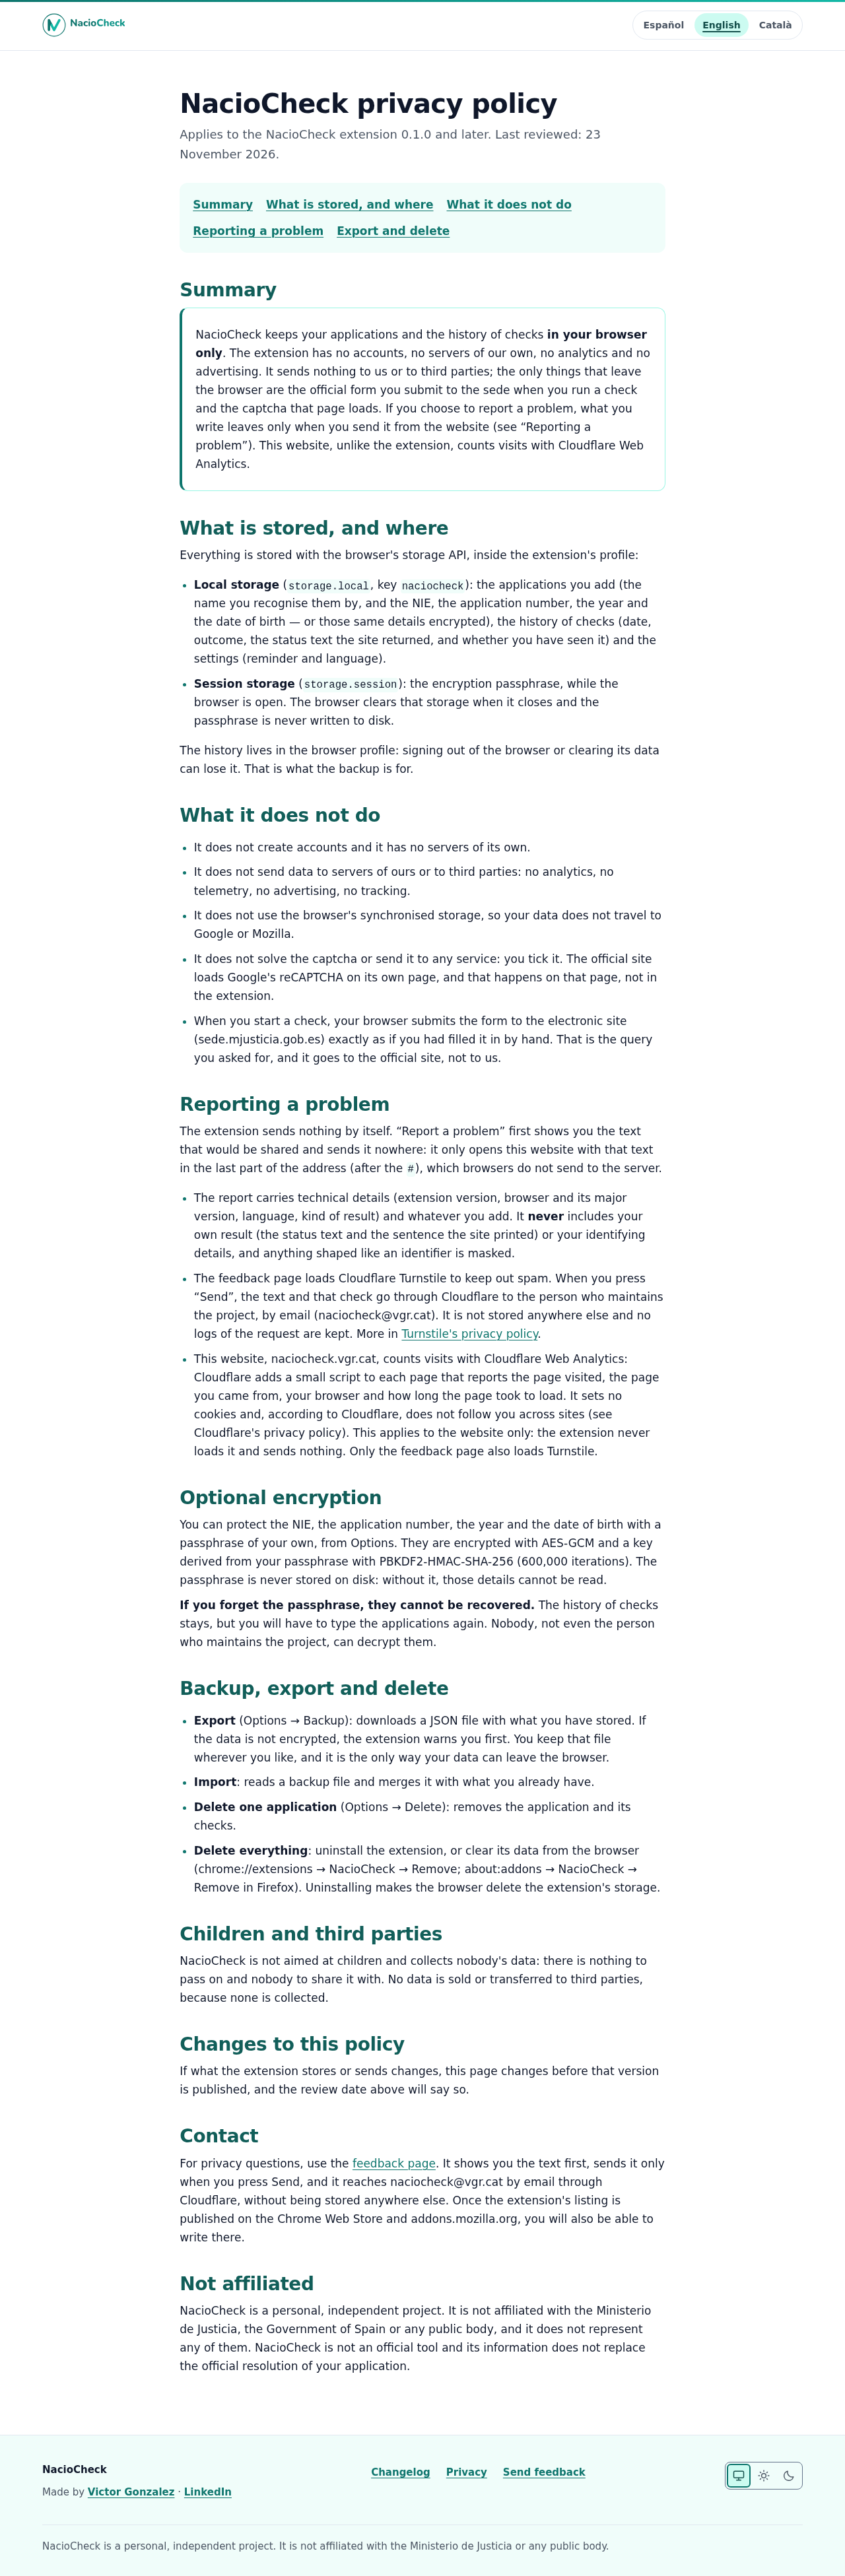 NacioCheck
Español English Català
NacioCheck privacy policy
Applies to the NacioCheck extension 0.1.0 and later. Last reviewed: 23
November 2026.
Summary What is stored, and where What it does not do
Reporting a problem Export and delete
Summary
NacioCheck keeps your applications and the history of checks in your browser
only. The extension has no accounts, no servers of our own, no analytics and no
advertising. It sends nothing to us or to third parties; the only things that leave
the browser are the official form you submit to the sede when you run a check
and the captcha that page loads. If you choose to report a problem, what you
write leaves only when you send it from the website (see “Reporting a
problem”). This website, unlike the extension, counts visits with Cloudflare Web
Analytics.
What is stored, and where
Everything is stored with the browser's storage API, inside the extension's profile:
• Local storage (storage.local, key naciocheck): the applications you add (the
name you recognise them by, and the NIE, the application number, the year and
the date of birth — or those same details encrypted), the history of checks (date,
outcome, the status text the site returned, and whether you have seen it) and the
settings (reminder and language).
• Session storage (storage.session): the encryption passphrase, while the
browser is open. The browser clears that storage when it closes and the
passphrase is never written to disk.
The history lives in the browser profile: signing out of the browser or clearing its data
can lose it. That is what the backup is for.
What it does not do
• It does not create accounts and it has no servers of its own.
• It does not send data to servers of ours or to third parties: no analytics, no
telemetry, no advertising, no tracking.
• It does not use the browser's synchronised storage, so your data does not travel to
Google or Mozilla.
• It does not solve the captcha or send it to any service: you tick it. The official site
loads Google's reCAPTCHA on its own page, and that happens on that page, not in
the extension.
• When you start a check, your browser submits the form to the electronic site
(sede.mjusticia.gob.es) exactly as if you had filled it in by hand. That is the query
you asked for, and it goes to the official site, not to us.
Reporting a problem
The extension sends nothing by itself. “Report a problem” first shows you the text
that would be shared and sends it nowhere: it only opens this website with that text
in the last part of the address (after the #), which browsers do not send to the server.
• The report carries technical details (extension version, browser and its major
version, language, kind of result) and whatever you add. It never includes your
own result (the status text and the sentence the site printed) or your identifying
details, and anything shaped like an identifier is masked.
• The feedback page loads Cloudflare Turnstile to keep out spam. When you press
“Send”, the text and that check go through Cloudflare to the person who maintains
the project, by email (naciocheck@vgr.cat). It is not stored anywhere else and no
logs of the request are kept. More in Turnstile's privacy policy.
• This website, naciocheck.vgr.cat, counts visits with Cloudflare Web Analytics:
Cloudflare adds a small script to each page that reports the page visited, the page
you came from, your browser and how long the page took to load. It sets no
cookies and, according to Cloudflare, does not follow you across sites (see
Cloudflare's privacy policy). This applies to the website only: the extension never
loads it and sends nothing. Only the feedback page also loads Turnstile.
Optional encryption
You can protect the NIE, the application number, the year and the date of birth with a
passphrase of your own, from Options. They are encrypted with AES-GCM and a key
derived from your passphrase with PBKDF2-HMAC-SHA-256 (600,000 iterations). The
passphrase is never stored on disk: without it, those details cannot be read.
If you forget the passphrase, they cannot be recovered. The history of checks
stays, but you will have to type the applications again. Nobody, not even the person
who maintains the project, can decrypt them.
Backup, export and delete
• Export (Options → Backup): downloads a JSON file with what you have stored. If
the data is not encrypted, the extension warns you first. You keep that file
wherever you like, and it is the only way your data can leave the browser.
• Import: reads a backup file and merges it with what you already have.
• Delete one application (Options → Delete): removes the application and its
checks.
• Delete everything: uninstall the extension, or clear its data from the browser
(chrome://extensions → NacioCheck → Remove; about:addons → NacioCheck →
Remove in Firefox). Uninstalling makes the browser delete the extension's storage.
Children and third parties
NacioCheck is not aimed at children and collects nobody's data: there is nothing to
pass on and nobody to share it with. No data is sold or transferred to third parties,
because none is collected.
Changes to this policy
If what the extension stores or sends changes, this page changes before that version
is published, and the review date above will say so.
Contact
For privacy questions, use the feedback page. It shows you the text first, sends it only
when you press Send, and it reaches naciocheck@vgr.cat by email through
Cloudflare, without being stored anywhere else. Once the extension's listing is
published on the Chrome Web Store and addons.mozilla.org, you will also be able to
write there.
Not affiliated
NacioCheck is a personal, independent project. It is not affiliated with the Ministerio
de Justicia, the Government of Spain or any public body, and it does not represent
any of them. NacioCheck is not an official tool and its information does not replace
the official resolution of your application.
NacioCheck
Made by Victor Gonzalez · LinkedIn
Changelog Privacy Send feedback
NacioCheck is a personal, independent project. It is not affiliated with the Ministerio de Justicia or any public body.